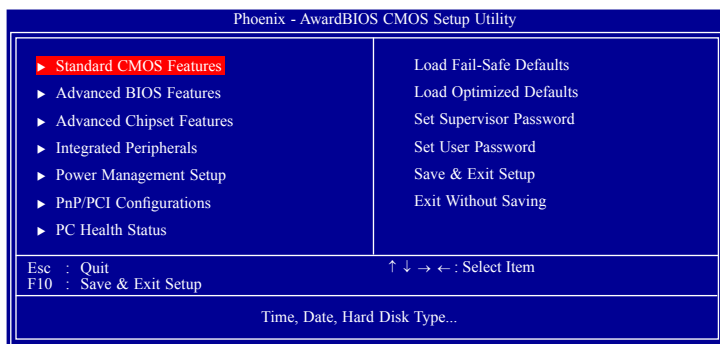 Phoenix - AwardBIOS CMOS Setup Utility
▶ Standard CMOS Features
▶ Advanced BIOS Features
▶ Advanced Chipset Features
▶ Integrated Peripherals
▶ Power Management Setup
▶ PnP/PCI Configurations
▶ PC Health Status
Load Fail-Safe Defaults
Load Optimized Defaults
Set Supervisor Password
Set User Password
Save & Exit Setup
Exit Without Saving
Esc : Quit
F10 : Save & Exit Setup
↑ ↓ → ← : Select Item
Time, Date, Hard Disk Type...